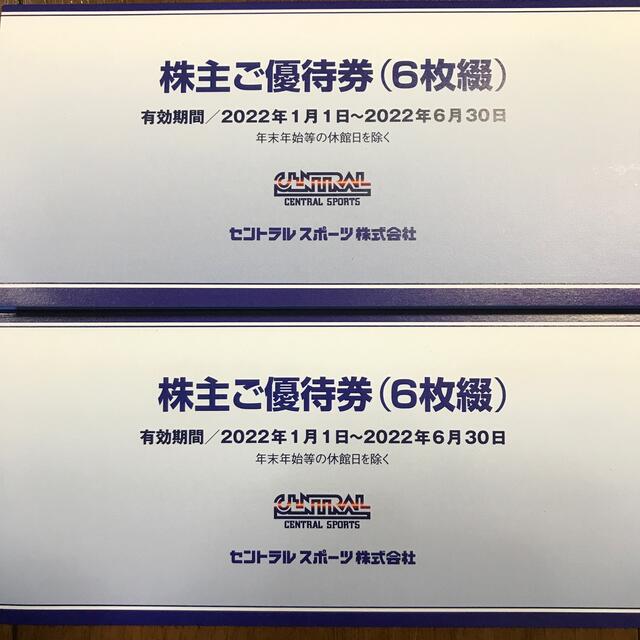 株主ご優待券（6枚綴）
有効期間／2022年1月1日～2022年6月30日
年末年始等の休館日を除く
CENTRAL
CENTRAL SPORTS
セントラルスポーツ株式会社
株主ご優待券（6枚綴）
有効期間／2022年1月1日～2022年6月30日
年末年始等の休館日を除く
CENTRAL
CENTRAL SPORTS
セントラルスポーツ株式会社